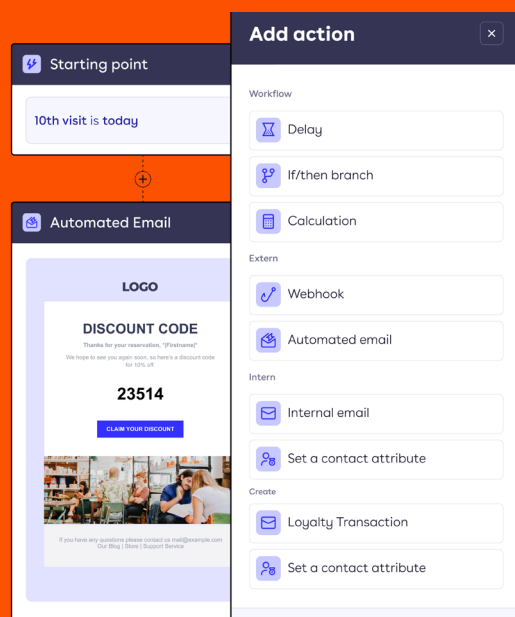 Starting point
10th visit is today
Automated Email
LOGO
DISCOUNT CODE
Thanks for your reservation, *|Firstname|*
We hope to see you again soon, so here's a discount code
for 10% off.
23514
CLAIM YOUR DISCOUNT
If you have any questions please contact us mail@example.com
Our Blog | Store | Support Service
Add action
Workflow
Delay
If/then branch
Calculation
Extern
Webhook
Automated email
Intern
Internal email
Set a contact attribute
Create
Loyalty Transaction
Set a contact attribute